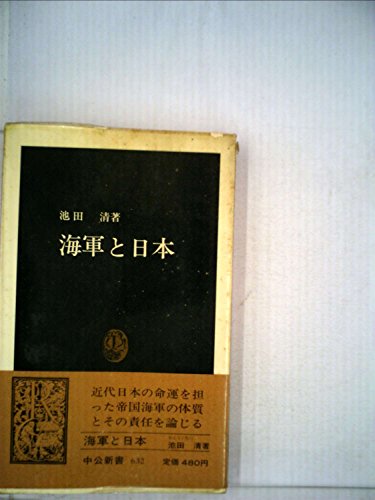 池田 清著
海軍と日本
近代日本の命運を担
った帝国海軍の体質
とその責任を論じる
海軍と日本
池田 清著
中公新書 632
定価 480円